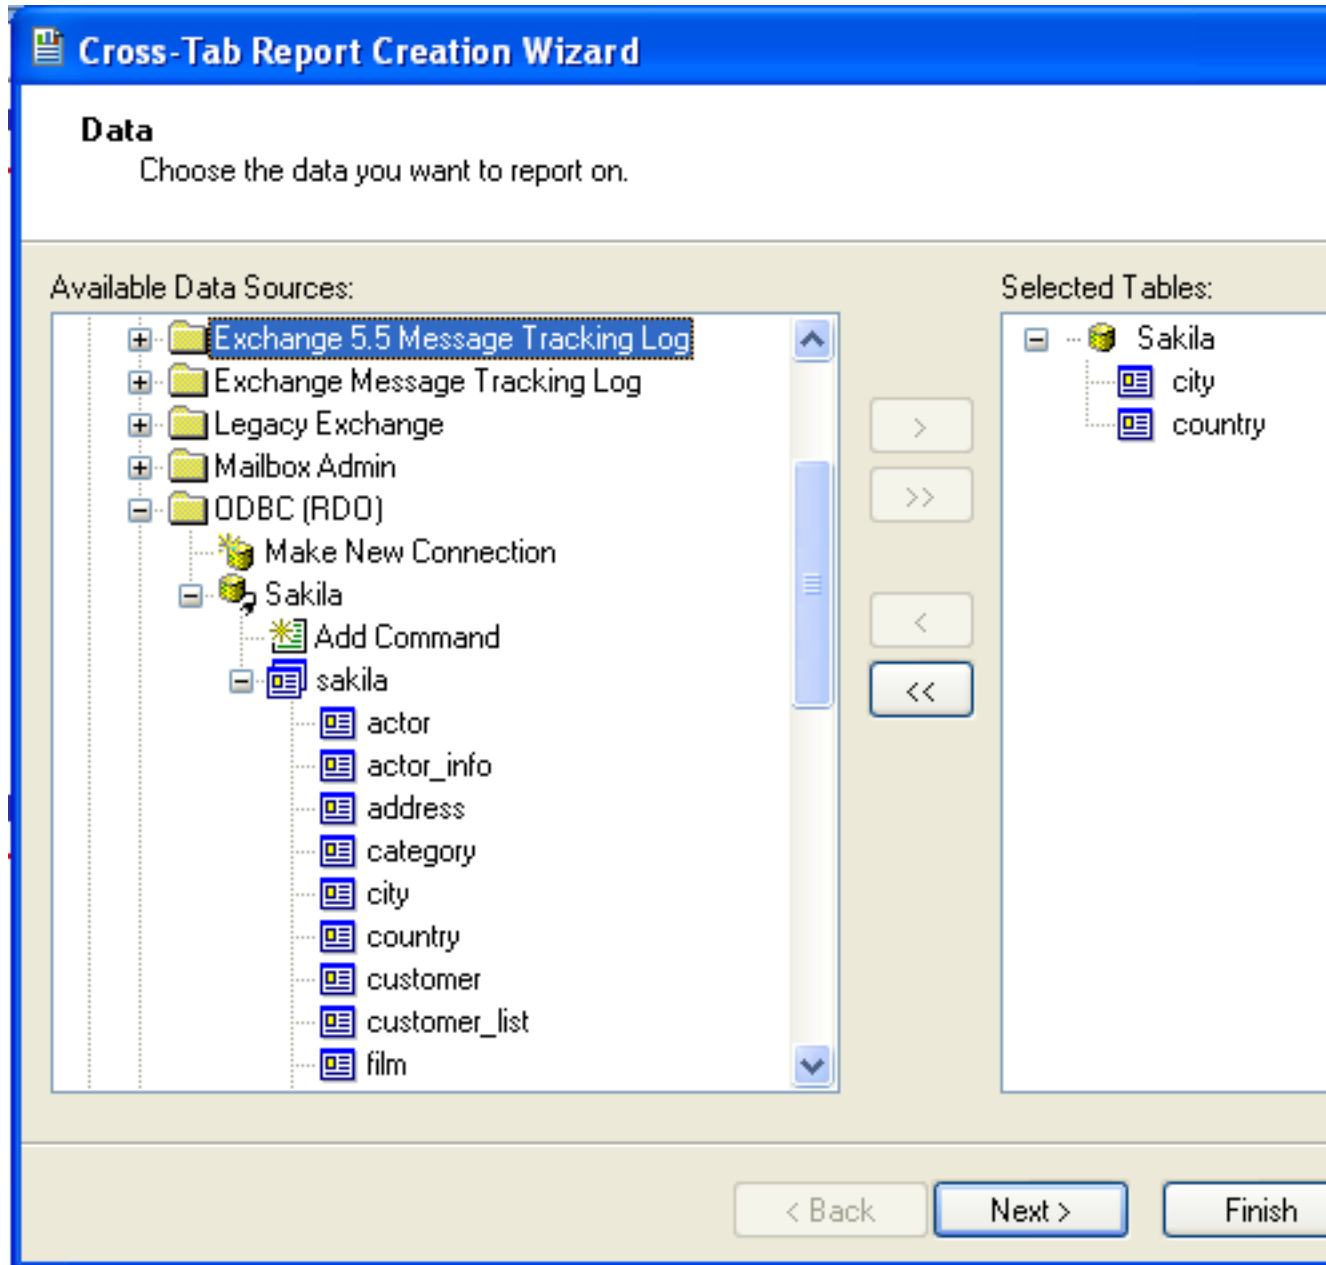 Cross-Tab Report Creation Wizard
Data
Choose the data you want to report on.
Available Data Sources:
Exchange 5.5 Message Tracking Log
Exchange Message Tracking Log
Legacy Exchange
Mailbox Admin
ODBC (RDO)
Make New Connection
Sakila
Add Command
sakila
actor
actor_info
address
category
city
country
customer
customer_list
film
>
>>
<
<<
Selected Tables:
Sakila
city
country
< Back
Next >
Finish